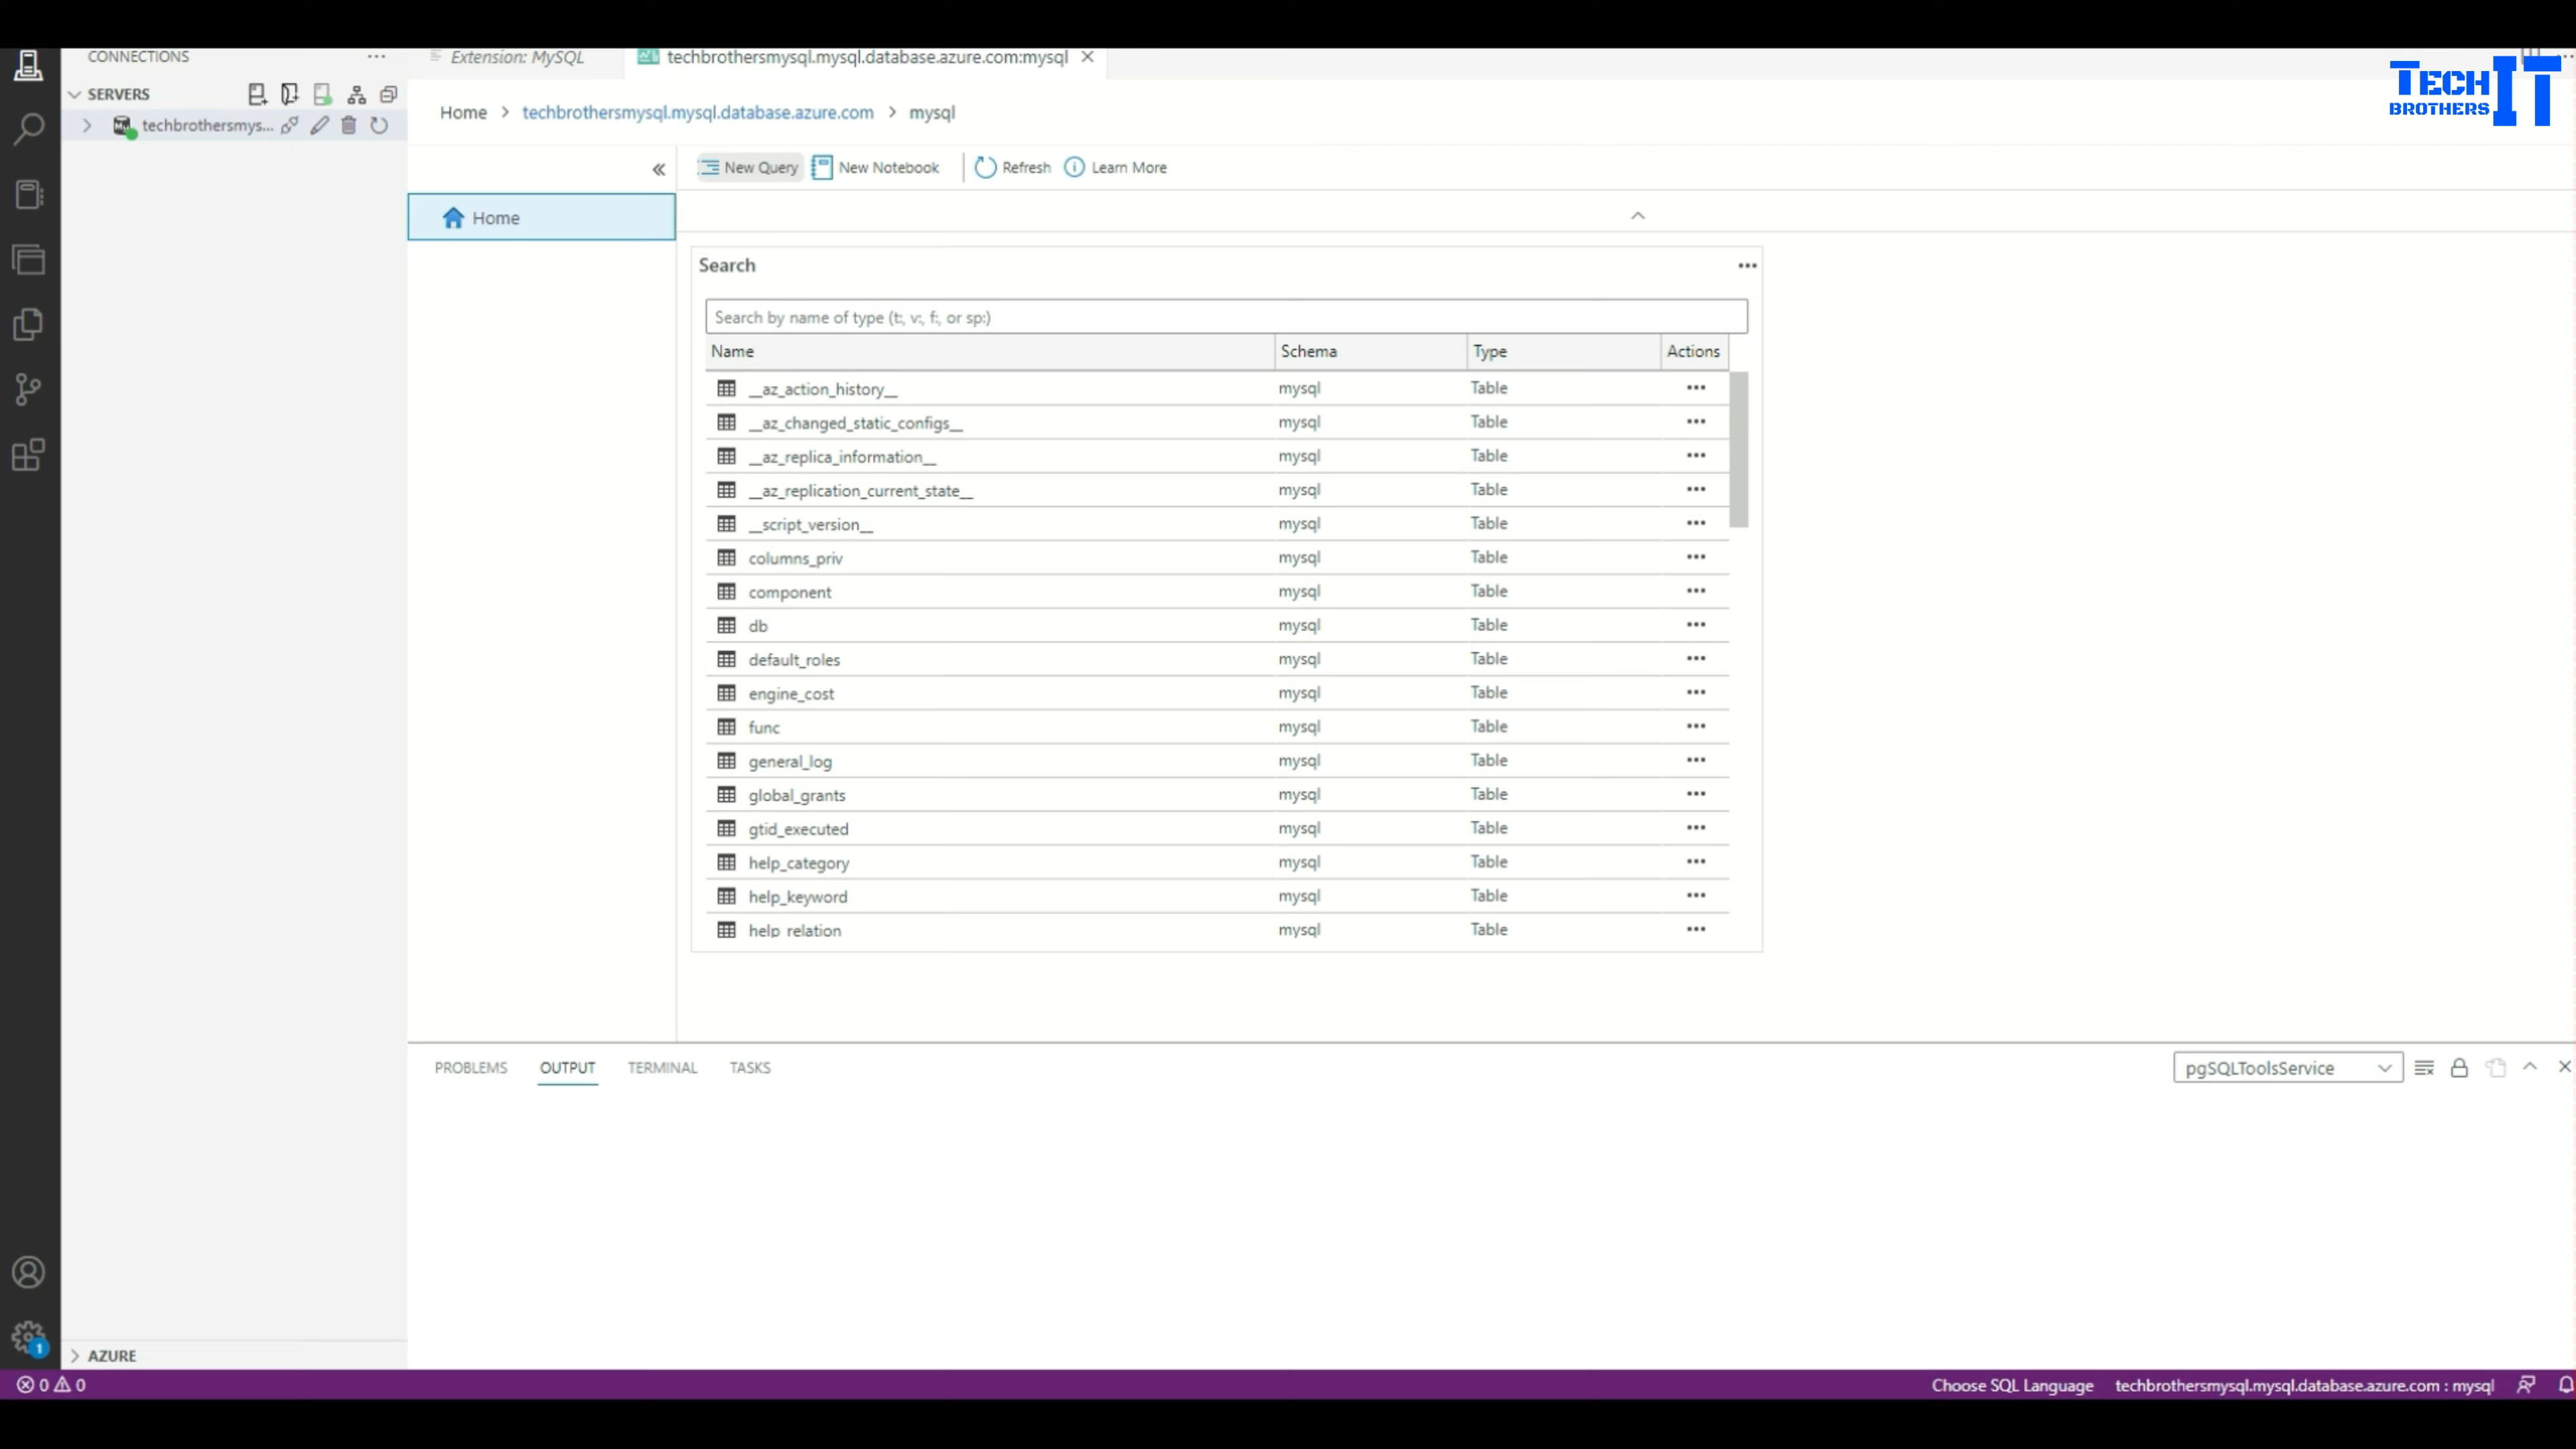 CONNECTIONS
Extension: MySQL
techbrothersmysql.mysql.database.azure.com:mysql
TECH IT
BROTHERS
SERVERS
techbrothersmys...
Home > techbrothersmysql.mysql.database.azure.com > mysql
New Query
New Notebook
Refresh
Learn More
Home
Search
Search by name of type (t:, v:, f:, or sp:)
Name Schema Type Actions
__az_action_history__ mysql Table
__az_changed_static_configs__ mysql Table
__az_replica_information__ mysql Table
__az_replication_current_state__ mysql Table
__script_version__ mysql Table
columns_priv mysql Table
component mysql Table
db mysql Table
default_roles mysql Table
engine_cost mysql Table
func mysql Table
general_log mysql Table
global_grants mysql Table
gtid_executed mysql Table
help_category mysql Table
help_keyword mysql Table
help_relation mysql Table
PROBLEMS OUTPUT TERMINAL TASKS
pgSQLToolsService
AZURE
1
0 0
Choose SQL Language
techbrothersmysql.mysql.database.azure.com : mysql